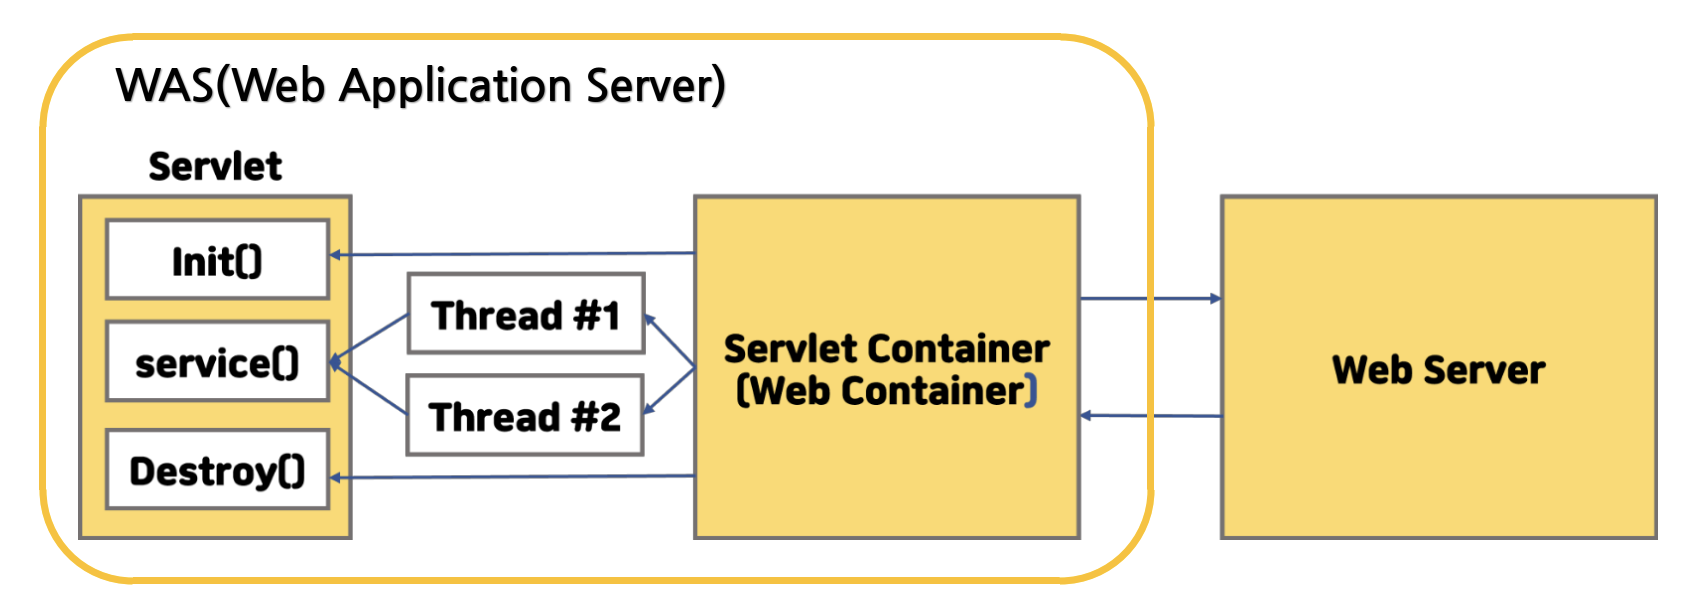 WAS(Web Application Server)
Servlet
Init()
service()
Destroy()
Thread #1
Thread #2
Servlet Container
(Web Container)
Web Server